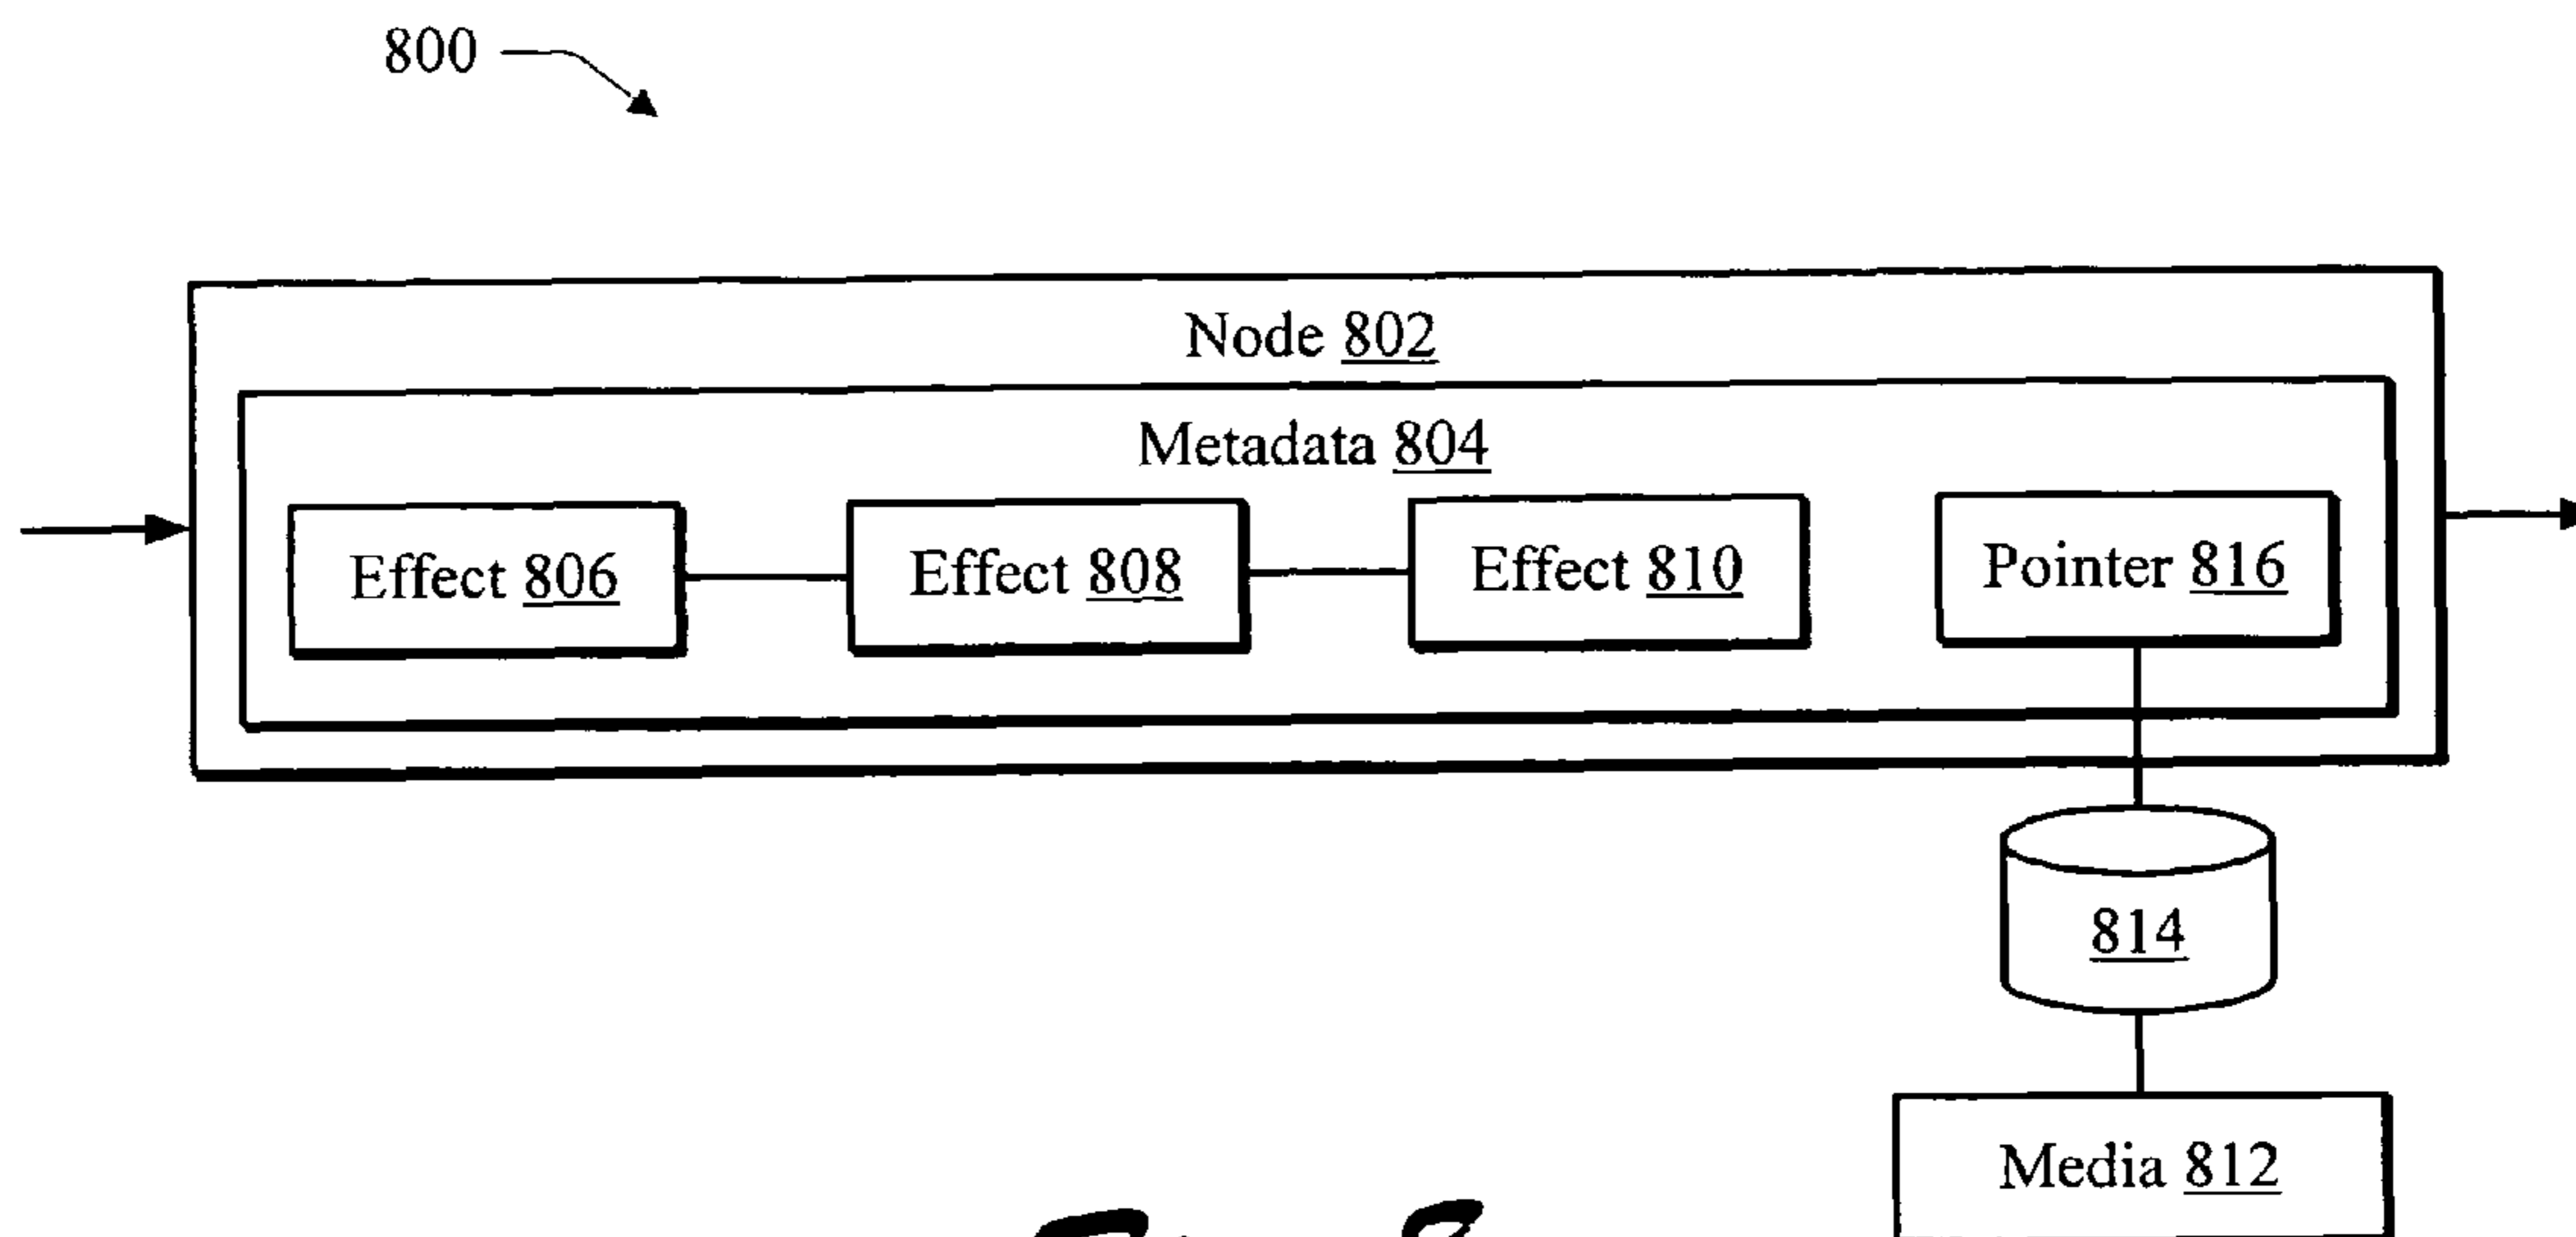 800
Node 802
Metadata 804
Effect 806
Effect 808
Effect 810
Pointer 816
814
Media 812